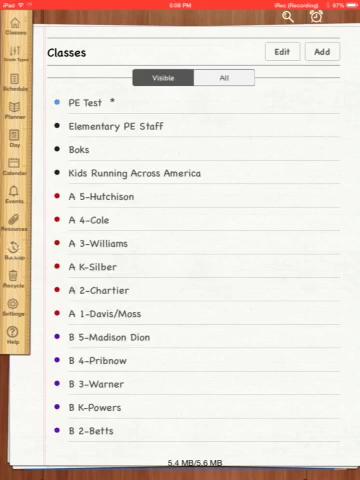 iPad 5:08 PM iRec (Recording) 97%
Classes
Edit
Add
Visible
All
PE Test *
Elementary PE Staff
Boks
Kids Running Across America
A 5-Hutchison
A 4-Cole
A 3-Williams
A K-Silber
A 2-Chartier
A 1-Davis/Moss
B 5-Madison Dion
B 4-Pribnow
B 3-Warner
B K-Powers
B 2-Betts
Classes
Grade Types
Schedule
Planner
Day
Calendar
Events
Resources
Backup
Recycle
Settings
Help
5.4 MB/5.6 MB